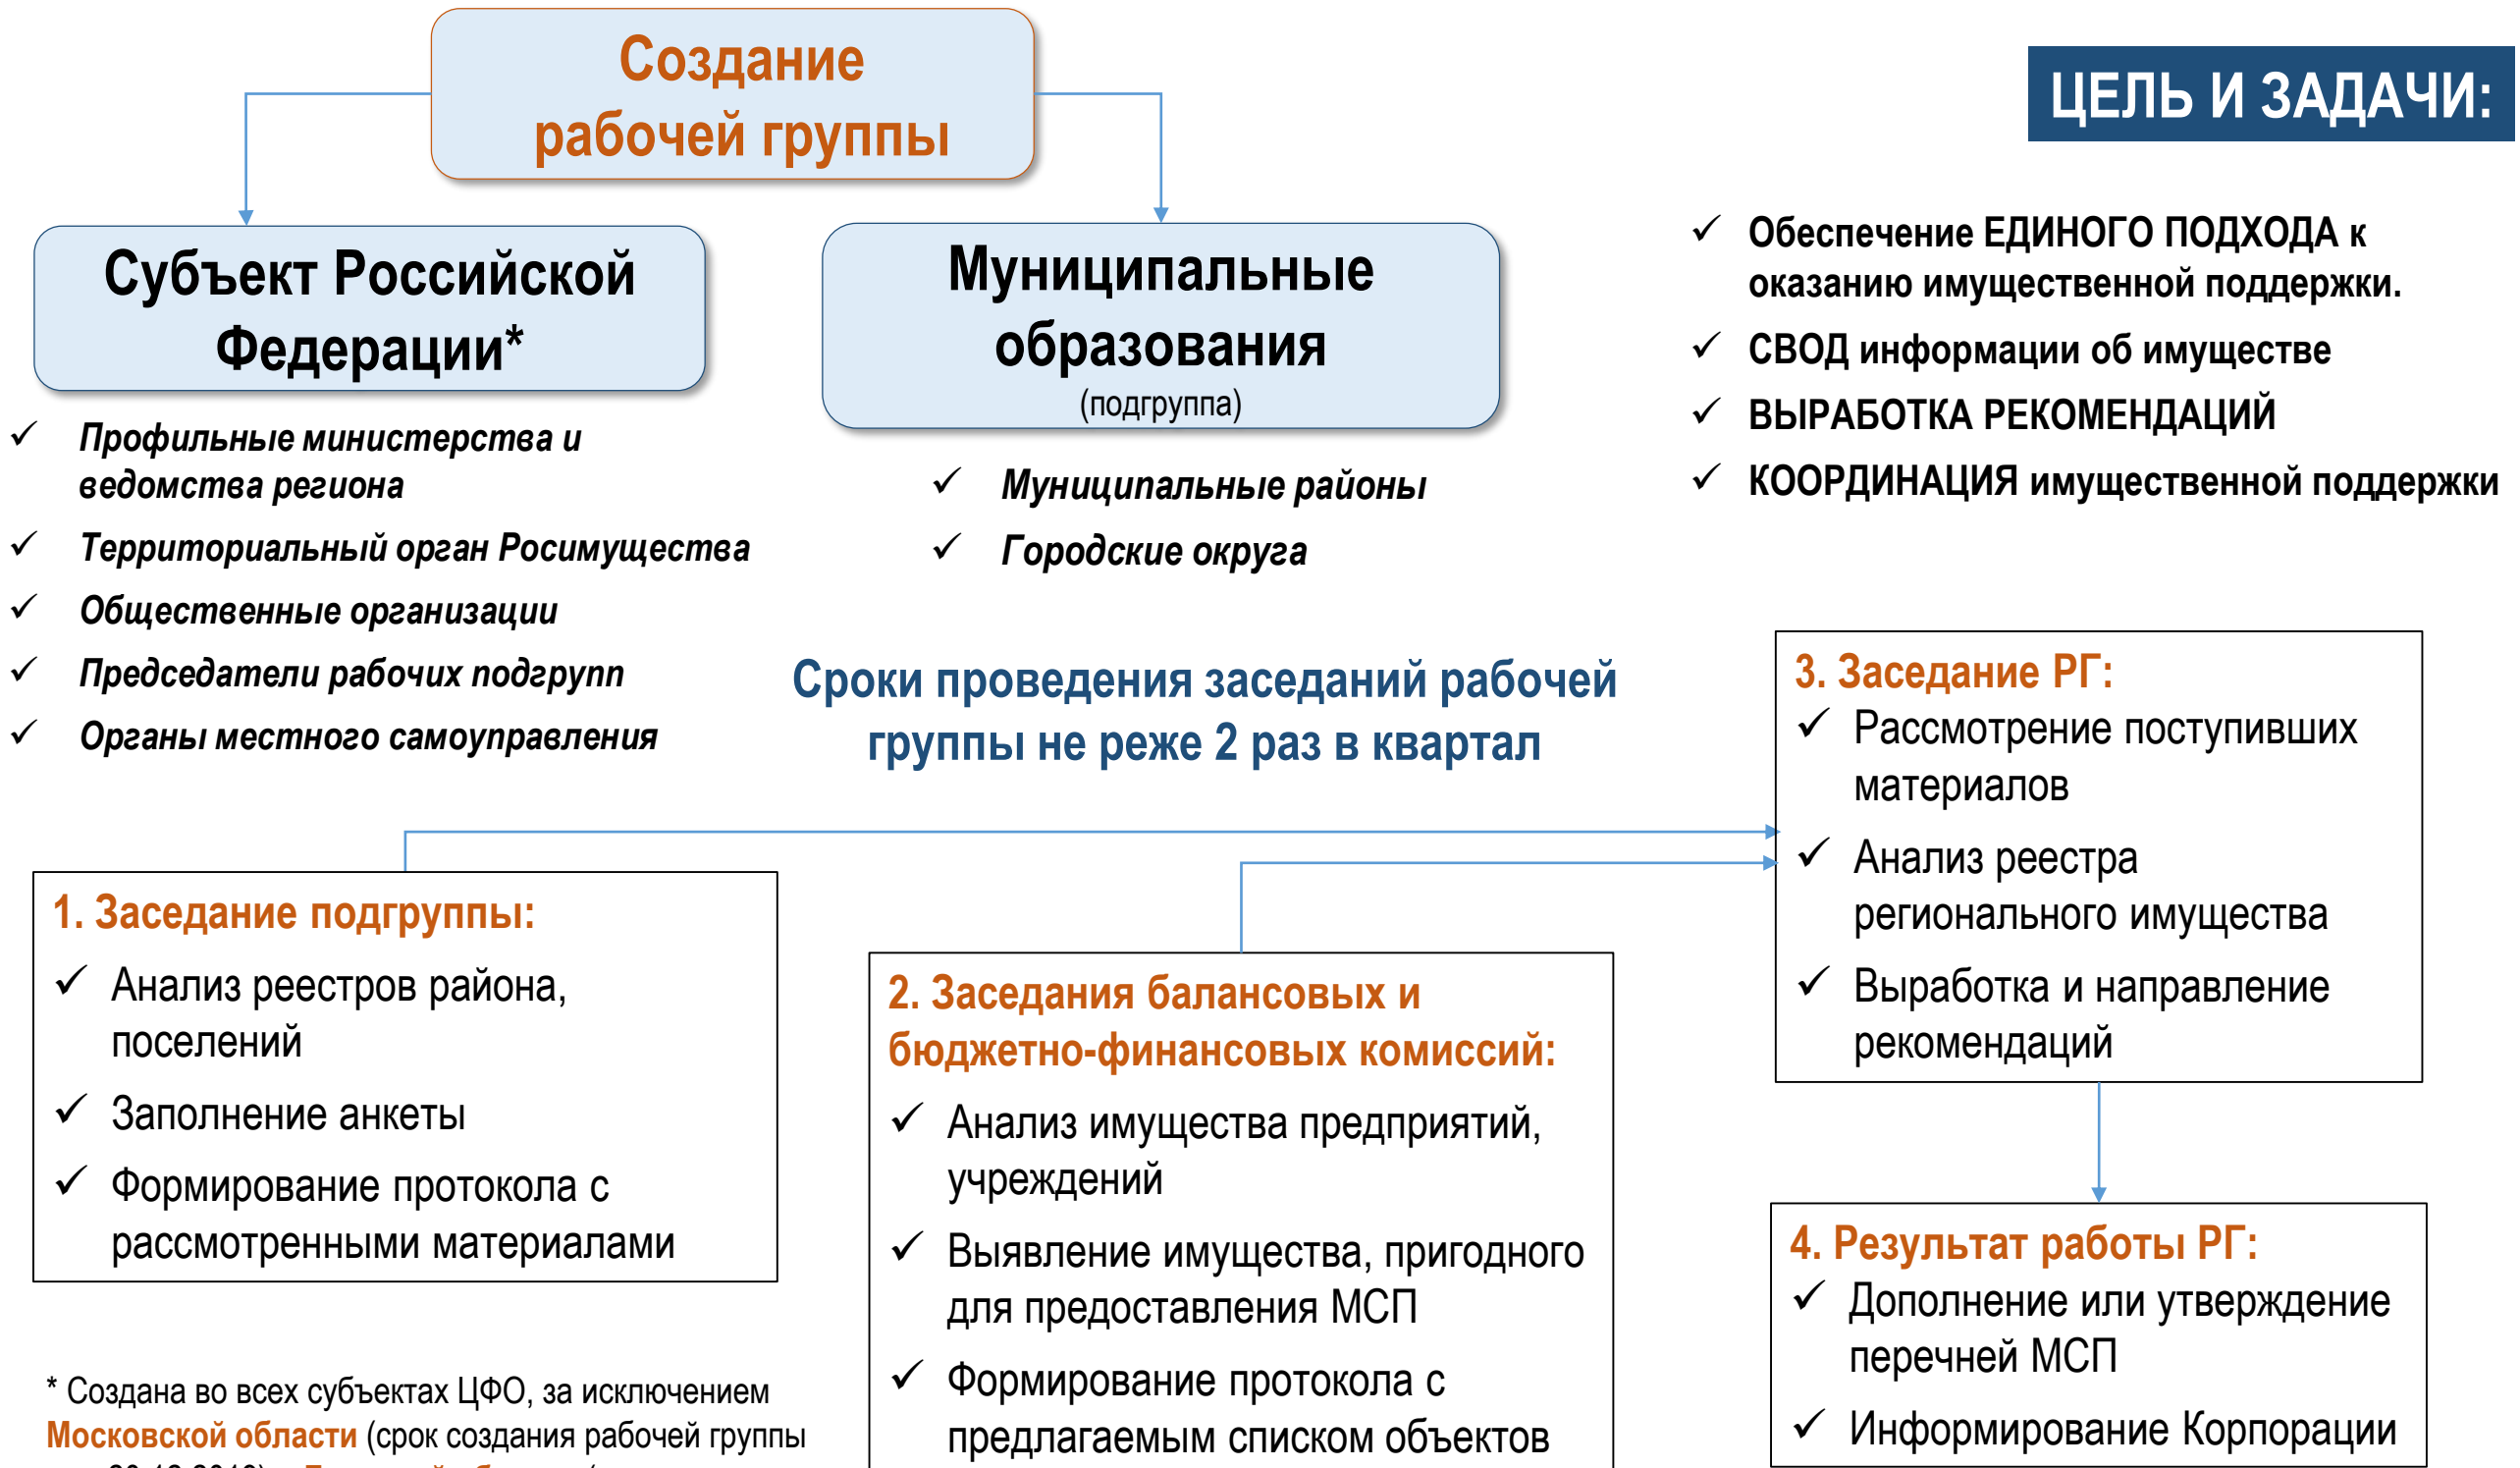 Создание
рабочей группы
ЦЕЛЬ И ЗАДАЧИ:
Субъект Российской
Федерации*
✓ Профильные министерства и
ведомства региона
✓ Территориальный орган Росимущества
✓ Общественные организации
✓ Председатели рабочих подгрупп
✓ Органы местного самоуправления
Муниципальные
образования
(подгруппа)
✓ Муниципальные районы
✓ Городские округа
✓ Обеспечение ЕДИНОГО ПОДХОДА к
оказанию имущественной поддержки.
✓ СВОД информации об имуществе
✓ ВЫРАБОТКА РЕКОМЕНДАЦИЙ
✓ КООРДИНАЦИЯ имущественной поддержки
Сроки проведения заседаний рабочей
группы не реже 2 раз в квартал
1. Заседание подгруппы:
✓ Анализ реестров района,
поселений
✓ Заполнение анкеты
✓ Формирование протокола с
рассмотренными материалами
2. Заседания балансовых и
бюджетно-финансовых комиссий:
✓ Анализ имущества предприятий,
учреждений
✓ Выявление имущества, пригодного
для предоставления МСП
✓ Формирование протокола с
предлагаемым списком объектов
3. Заседание РГ:
✓ Рассмотрение поступивших
материалов
✓ Анализ реестра
регионального имущества
✓ Выработка и направление
рекомендаций
4. Результат работы РГ:
✓ Дополнение или утверждение
перечней МСП
✓ Информирование Корпорации
* Создана во всех субъектах ЦФО, за исключением
Московской области (срок создания рабочей группы